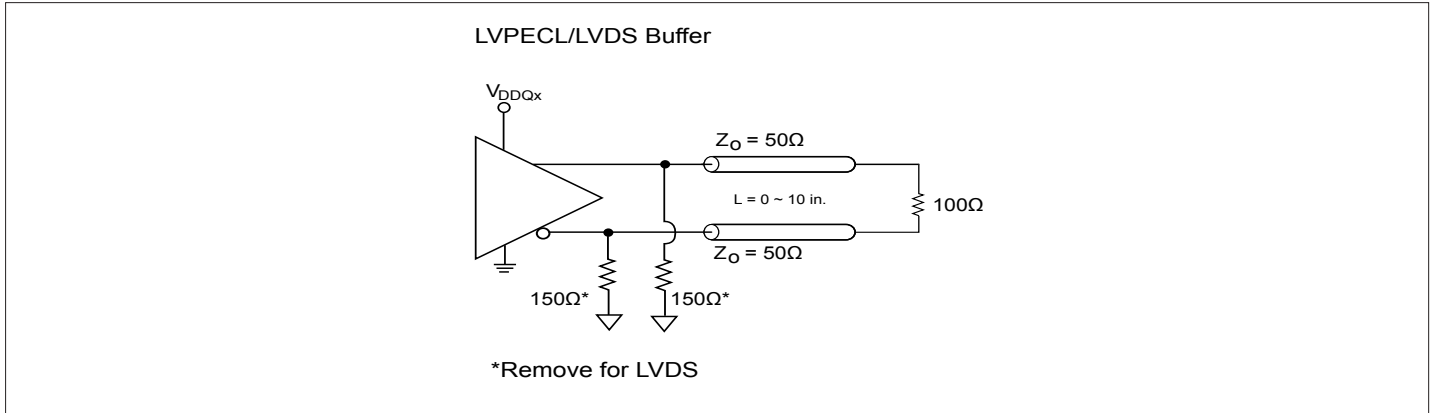 LVPECL/LVDS Buffer
VDDQx
ZO = 50Ω
L = 0 ~ 10 in.
100Ω
ZO = 50Ω
150Ω* 150Ω*
*Remove for LVDS